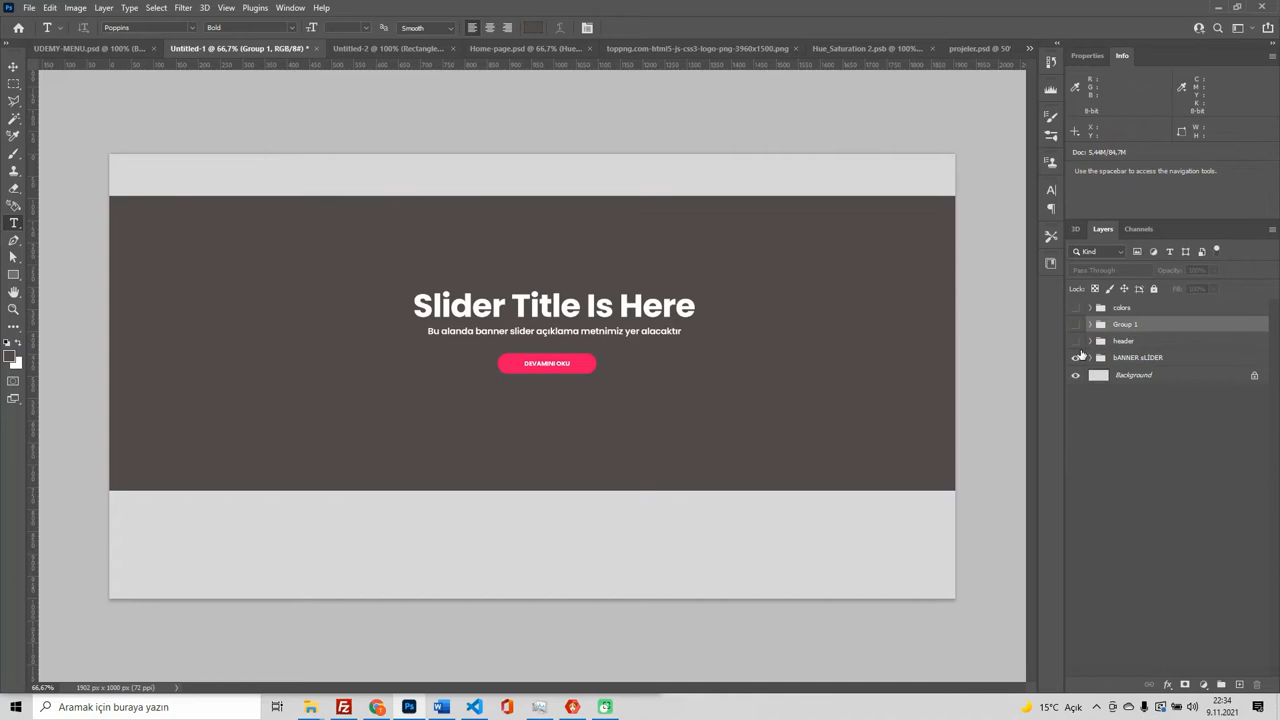 File Edit Image Layer Type Select Filter 3D View Plugins Window Help
Poppins Bold Smooth
UDEMY-MENU.psd @ 100% (B... × Untitled-1 @ 66,7% (Group 1, RGB/8#) * × Untitled-2 @ 100% (Rectangle... × Home-page.psd @ 66,7% (Hue... × toppng.com-html5-js-css3-logo-png-3960x1500.png × Hue_Saturation 2.psb @ 100%... × projeler.psd @ 50
Properties Info
R :
G :
B :
C :
M :
Y :
K :
8-bit 8-bit
X :
Y :
W :
H :
Doc: 5,44M/84,7M
Use the spacebar to access the navigation tools.
3D Layers Channels
Kind
Pass Through Opacity: 100%
Lock: Fill: 100%
colors
Group 1
header
bANNER sLİDER
Background
Slider Title Is Here
Bu alanda banner slider açıklama metnimiz yer alacaktır
DEVAMINI OKU
66,67% 1902 px x 1000 px (72 ppi)
Aramak için buraya yazın
15°C Açık
22:34
9.11.2021